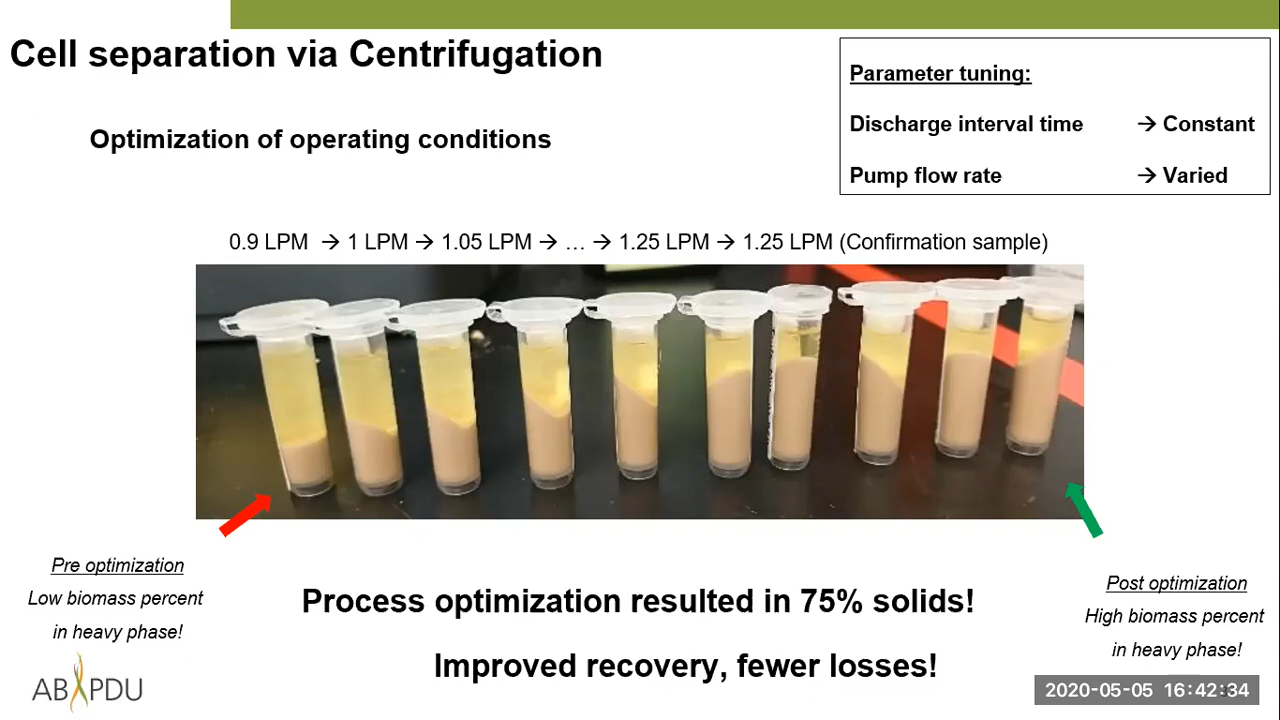 Cell separation via Centrifugation
Optimization of operating conditions
Parameter tuning:
Discharge interval time → Constant
Pump flow rate → Varied
0.9 LPM → 1 LPM → 1.05 LPM → … → 1.25 LPM → 1.25 LPM (Confirmation sample)
Pre optimization
Low biomass percent
in heavy phase!
Process optimization resulted in 75% solids!
Improved recovery, fewer losses!
Post optimization
High biomass percent
in heavy phase!
ABPDU
2020-05-05 16:42:34